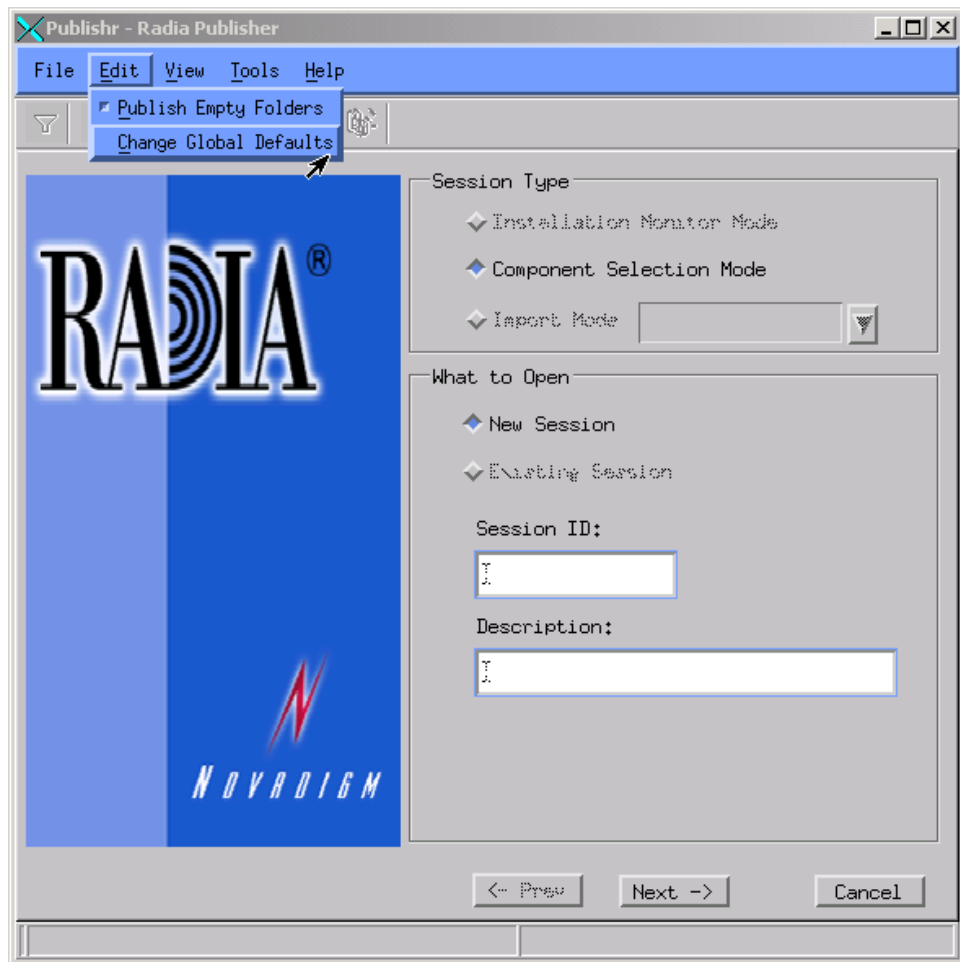 Publishr - Radia Publisher
File Edit View Tools Help
Publish Empty Folders
Change Global Defaults
RADIA®
NOVADIGM
Session Type
Installation Monitor Mode
Component Selection Mode
Import Mode
What to Open
New Session
Existing Session
Session ID:
Description:
<- Prev
Next ->
Cancel